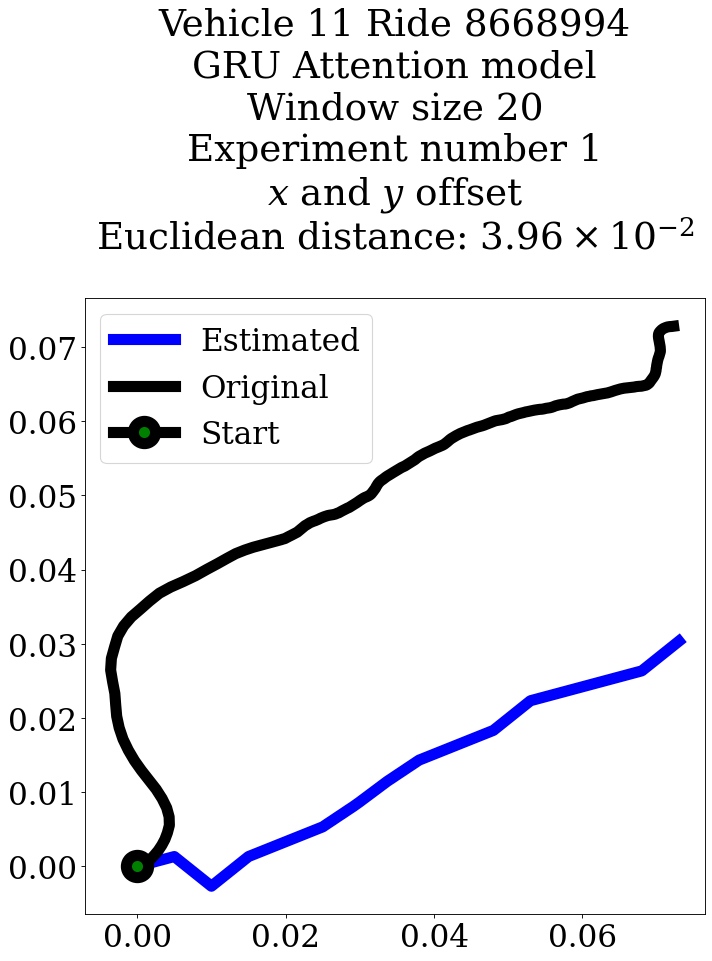 Vehicle 11 Ride 8668994
GRU Attention model
Window size 20
Experiment number 1
x and y offset
Euclidean distance: 3.96 × 10⁻²
Estimated
Original
Start
0.07
0.06
0.05
0.04
0.03
0.02
0.01
0.00
0.00 0.02 0.04 0.06